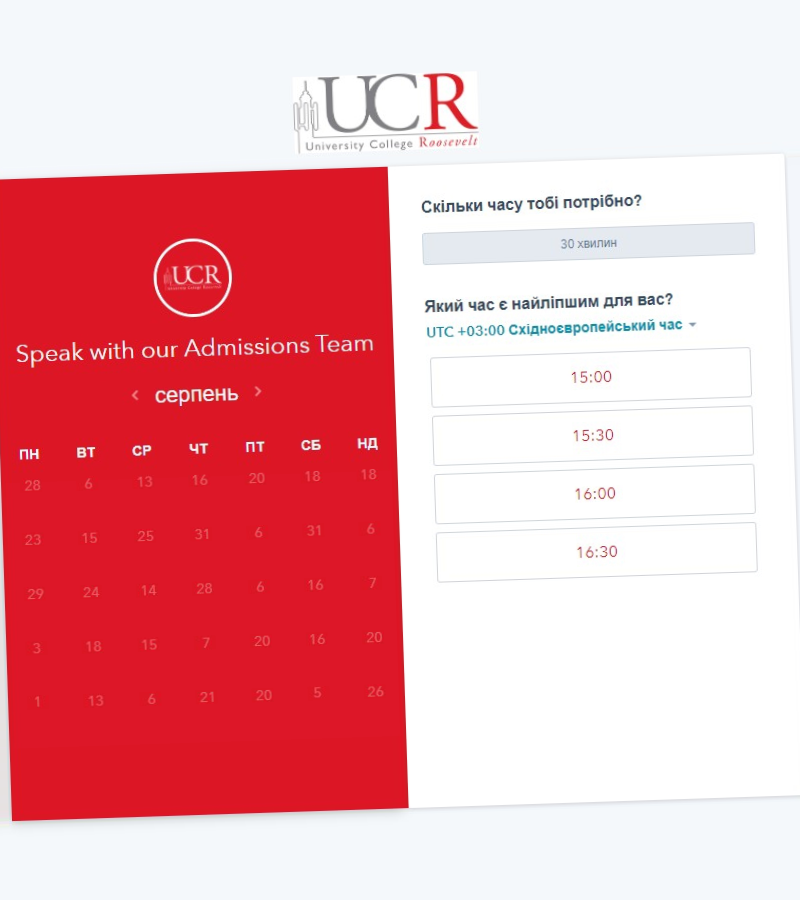 UCR
University College Roosevelt
UCR
Speak with our Admissions Team
серпень
ПН ВТ СР ЧТ ПТ СБ НД
28 6 13 16 20 18 18
23 15 25 31 6 31 6
29 24 14 28 6 16 7
3 18 15 7 20 16 20
1 13 6 21 20 5 26
Скільки часу тобі потрібно?
30 хвилин
Який час є найліпшим для вас?
UTC +03:00 Східноєвропейський час
15:00
15:30
16:00
16:30